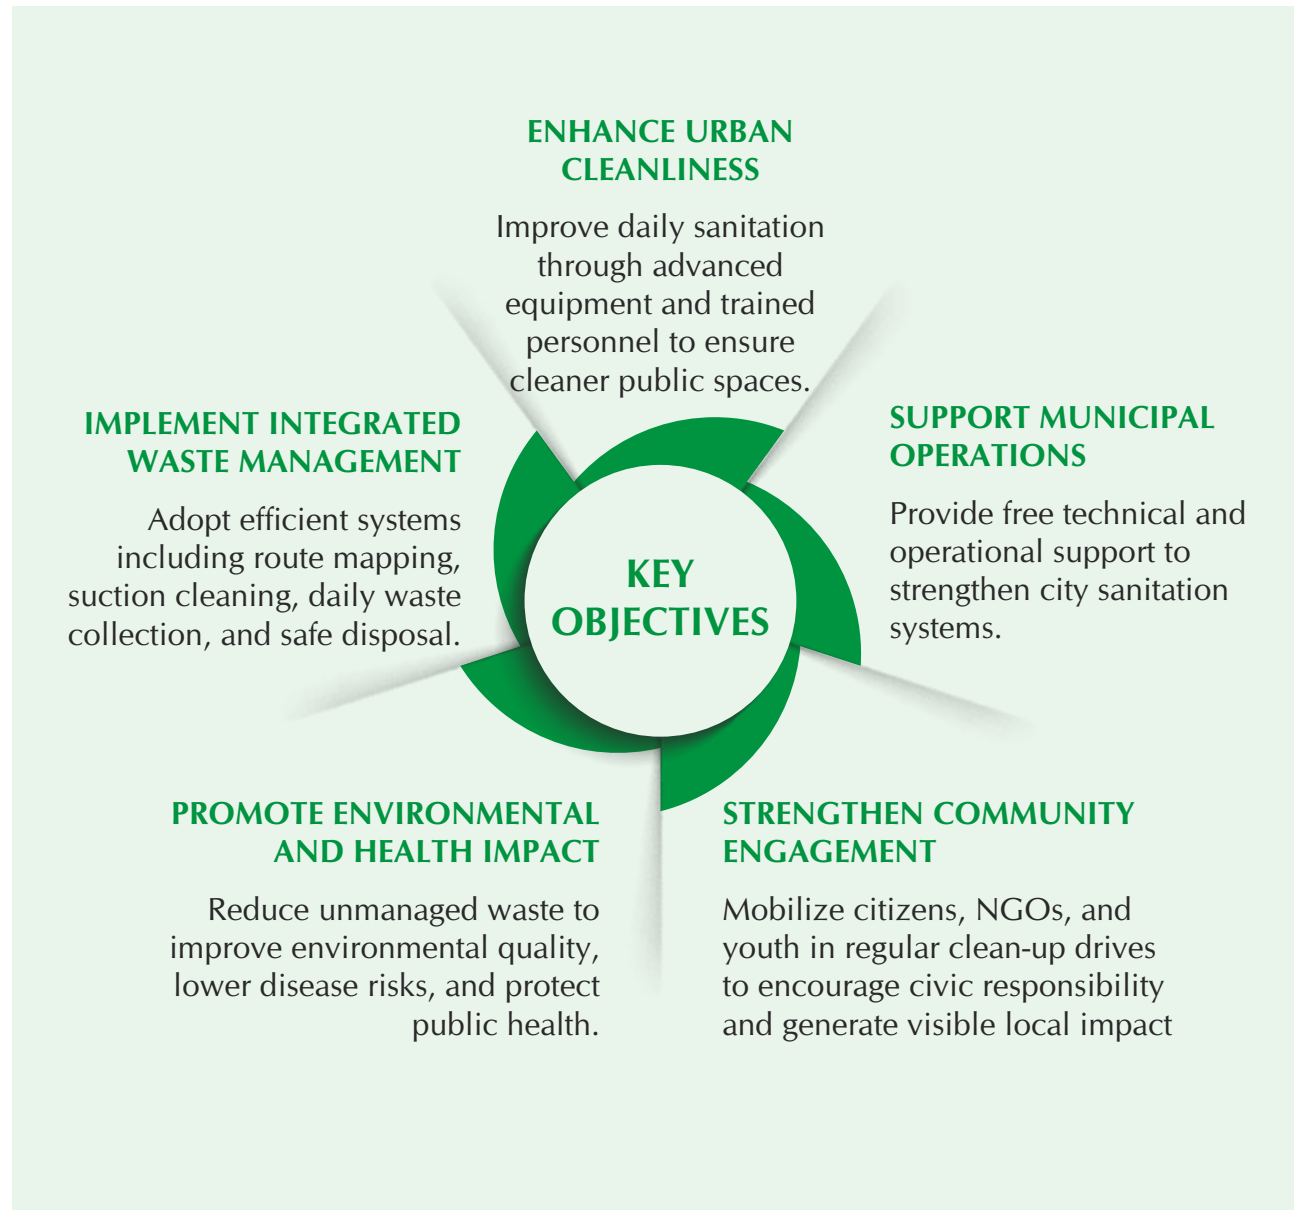 ENHANCE URBAN
CLEANLINESS
Improve daily sanitation
through advanced
equipment and trained
personnel to ensure
cleaner public spaces.
SUPPORT MUNICIPAL
OPERATIONS
Provide free technical and
operational support to
strengthen city sanitation
systems.
STRENGTHEN COMMUNITY
ENGAGEMENT
Mobilize citizens, NGOs, and
youth in regular clean-up drives
to encourage civic responsibility
and generate visible local impact
PROMOTE ENVIRONMENTAL
AND HEALTH IMPACT
Reduce unmanaged waste to
improve environmental quality,
lower disease risks, and protect
public health.
IMPLEMENT INTEGRATED
WASTE MANAGEMENT
Adopt efficient systems
including route mapping,
suction cleaning, daily waste
collection, and safe disposal.
KEY
OBJECTIVES